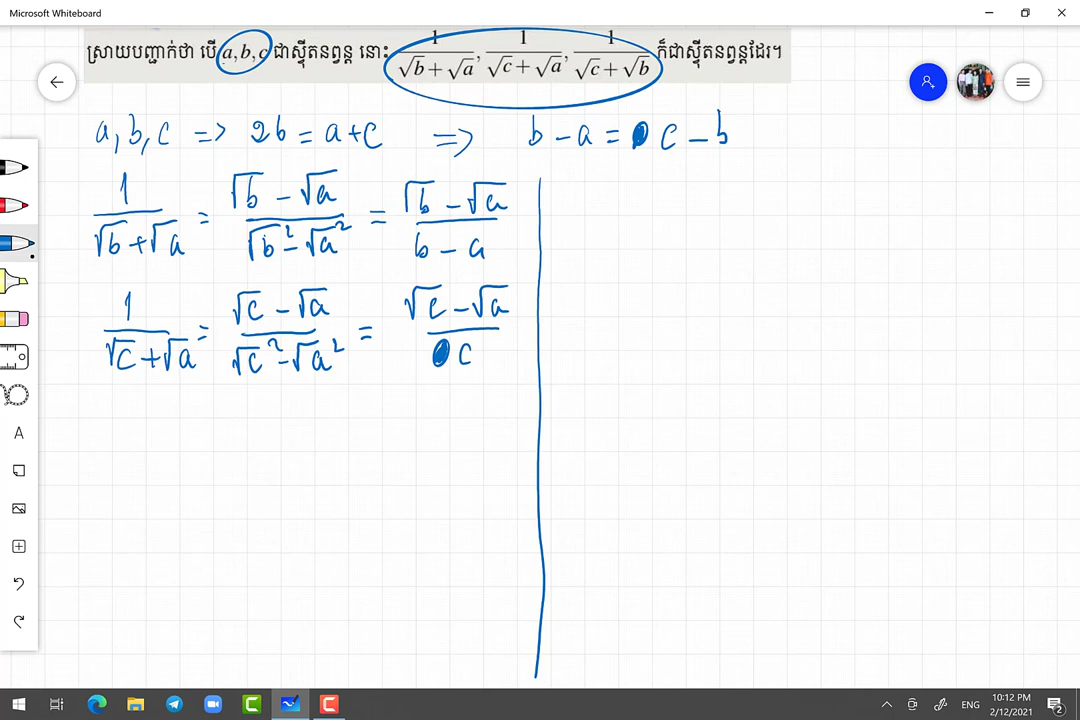 Microsoft Whiteboard
ស្រាយបញ្ជាក់ថា បើ a,b,c ជាស្វ៊ីតនព្វន្ត នោះ 1/(√b+√a), 1/(√c+√a), 1/(√c+√b) ក៏ជាស្វ៊ីតនព្វន្តដែរ។
a, b, c => 2b = a+c => b - a = c - b
1/(√b+√a) = (√b - √a)/(√b² - √a²) = (√b - √a)/(b - a)
1/(√c+√a) = (√c - √a)/(√c² - √a²) = (√c - √a)/c
A
ENG
10:12 PM
2/12/2021
2